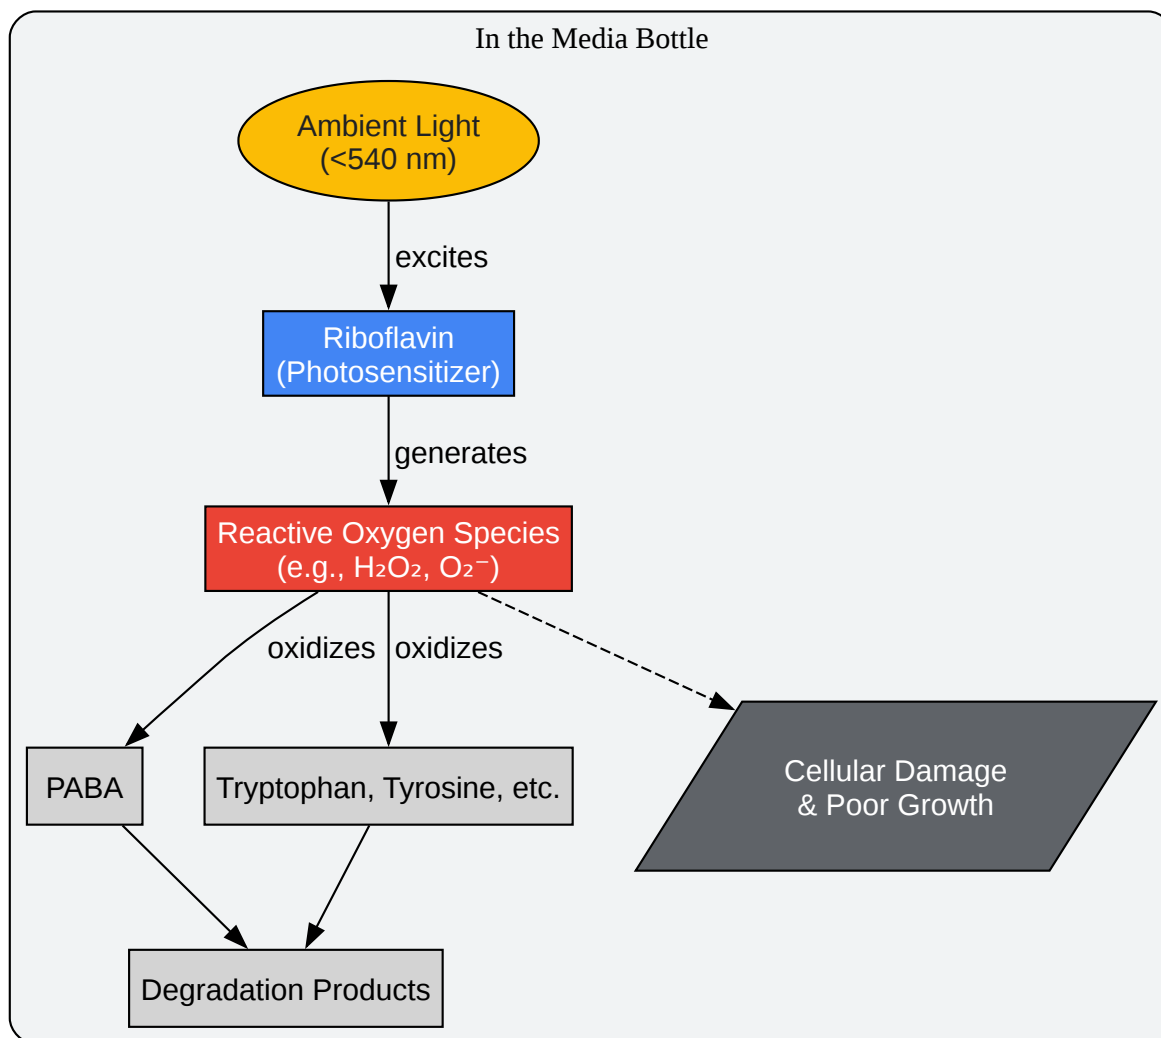 In the Media Bottle
Ambient Light
(<540 nm)
excites
Riboflavin
(Photosensitizer)
generates
Reactive Oxygen Species
(e.g., H₂O₂, O₂⁻)
oxidizes
oxidizes
PABA
Tryptophan, Tyrosine, etc.
Cellular Damage
& Poor Growth
Degradation Products